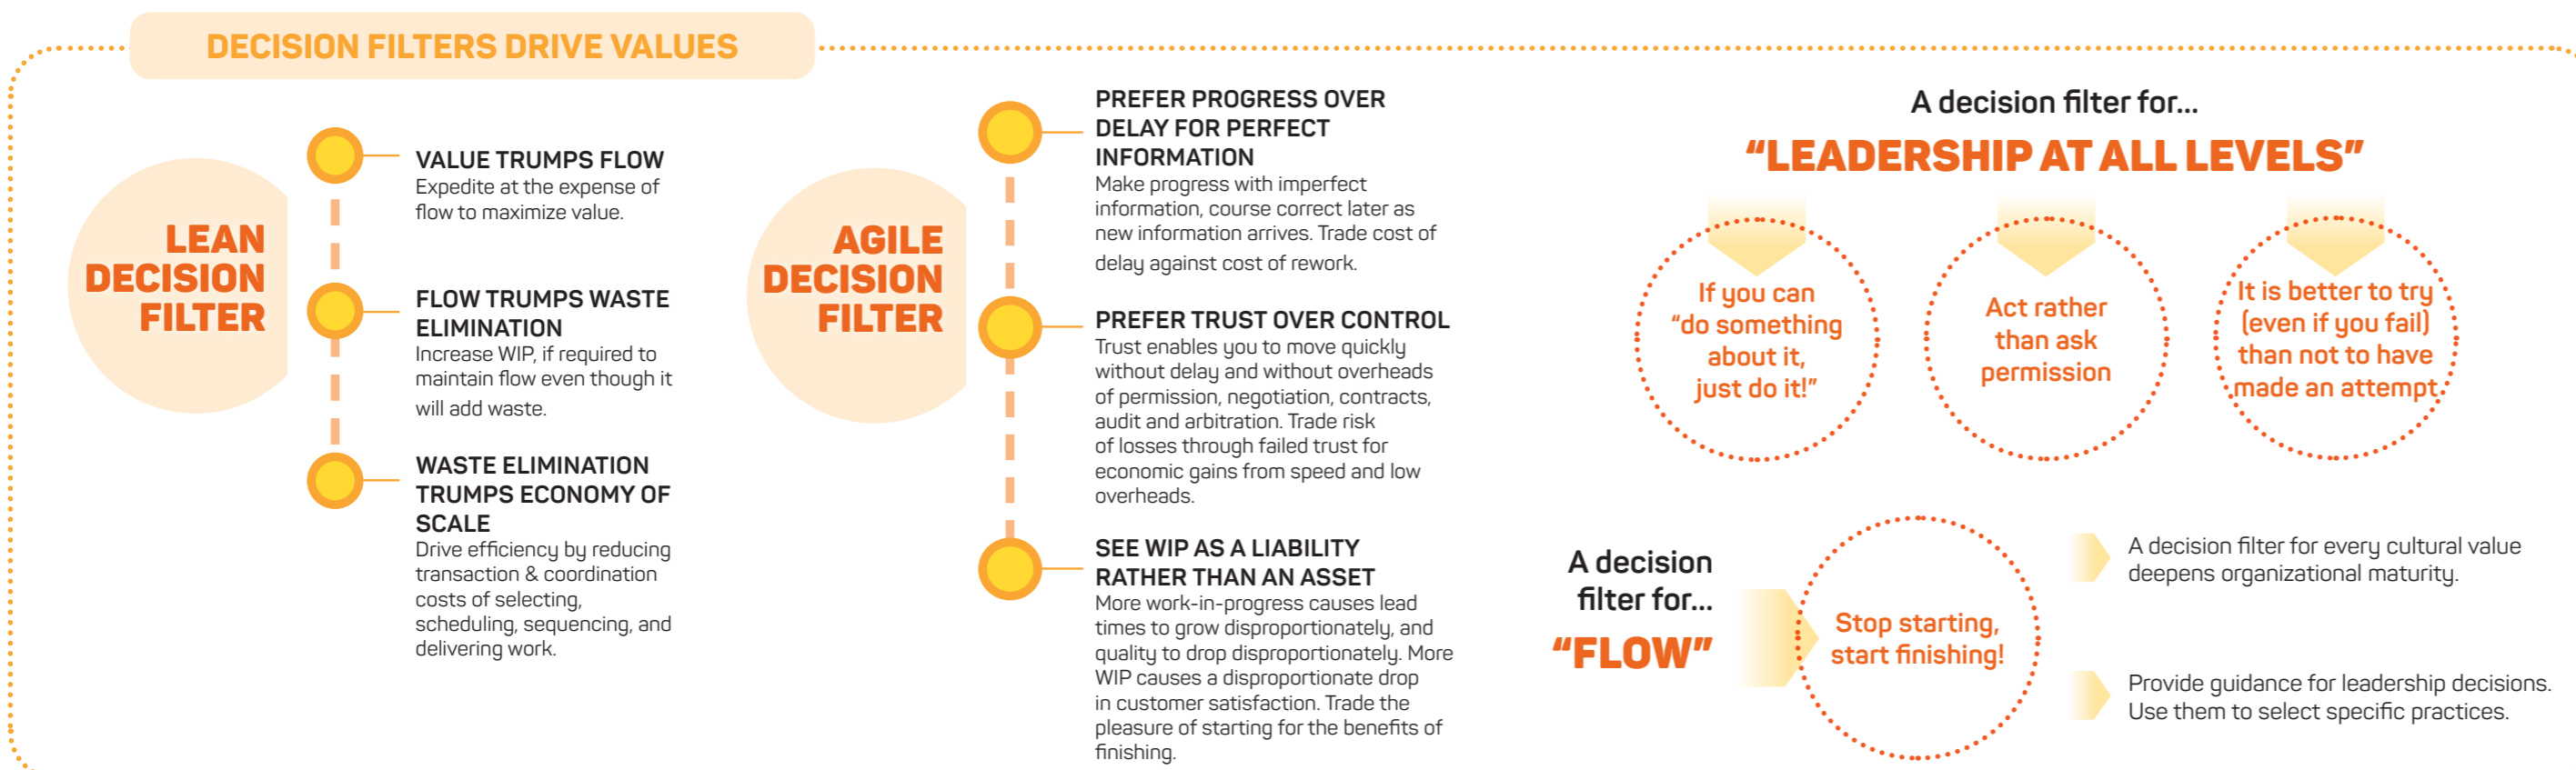 DECISION FILTERS DRIVE VALUES
LEAN
DECISION
FILTER
VALUE TRUMPS FLOW
Expedite at the expense of
flow to maximize value.
FLOW TRUMPS WASTE
ELIMINATION
Increase WIP, if required to
maintain flow even though it
will add waste.
WASTE ELIMINATION
TRUMPS ECONOMY OF
SCALE
Drive efficiency by reducing
transaction & coordination
costs of selecting,
scheduling, sequencing, and
delivering work.
AGILE
DECISION
FILTER
PREFER PROGRESS OVER
DELAY FOR PERFECT
INFORMATION
Make progress with imperfect
information, course correct later as
new information arrives. Trade cost of
delay against cost of rework.
PREFER TRUST OVER CONTROL
Trust enables you to move quickly
without delay and without overheads
of permission, negotiation, contracts,
audit and arbitration. Trade risk
of losses through failed trust for
economic gains from speed and low
overheads.
SEE WIP AS A LIABILITY
RATHER THAN AN ASSET
More work-in-progress causes lead
times to grow disproportionately, and
quality to drop disproportionately. More
WIP causes a disproportionate drop
in customer satisfaction. Trade the
pleasure of starting for the benefits of
finishing.
A decision filter for...
“LEADERSHIP AT ALL LEVELS”
If you can
“do something
about it,
just do it!”
Act rather
than ask
permission
It is better to try
(even if you fail)
than not to have
made an attempt
A decision
filter for...
“FLOW”
Stop starting,
start finishing!
A decision filter for every cultural value
deepens organizational maturity.
Provide guidance for leadership decisions.
Use them to select specific practices.